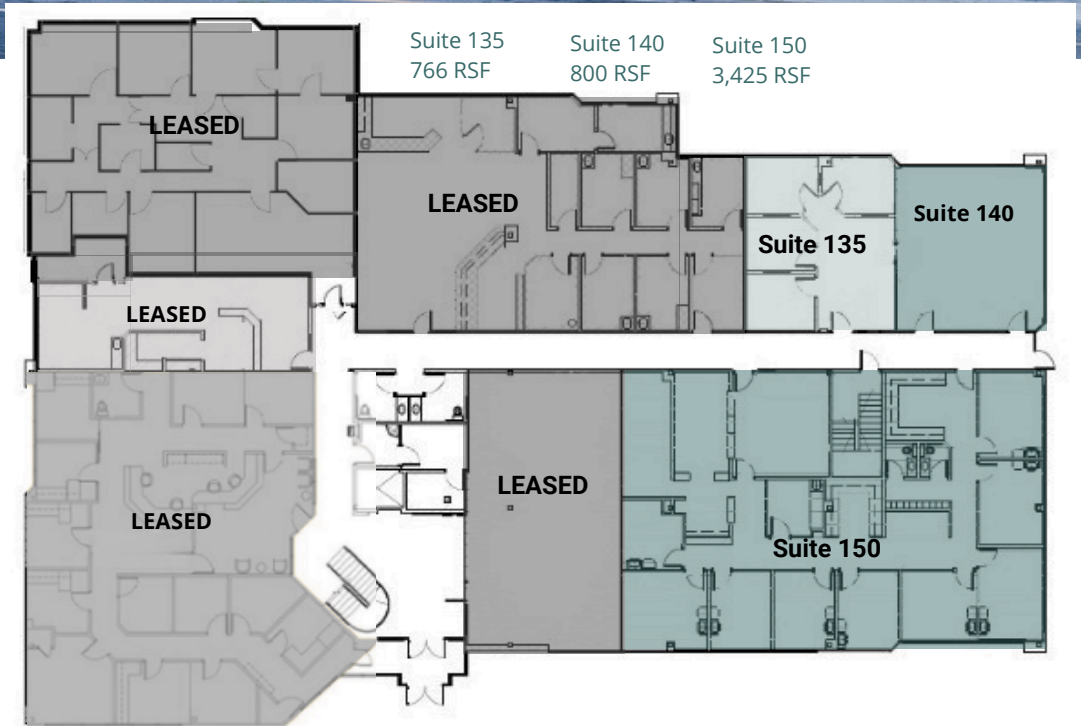 Suite 135
766 RSF
Suite 140
800 RSF
Suite 150
3,425 RSF
LEASED
LEASED
Suite 140
Suite 135
LEASED
LEASED
LEASED
Suite 150